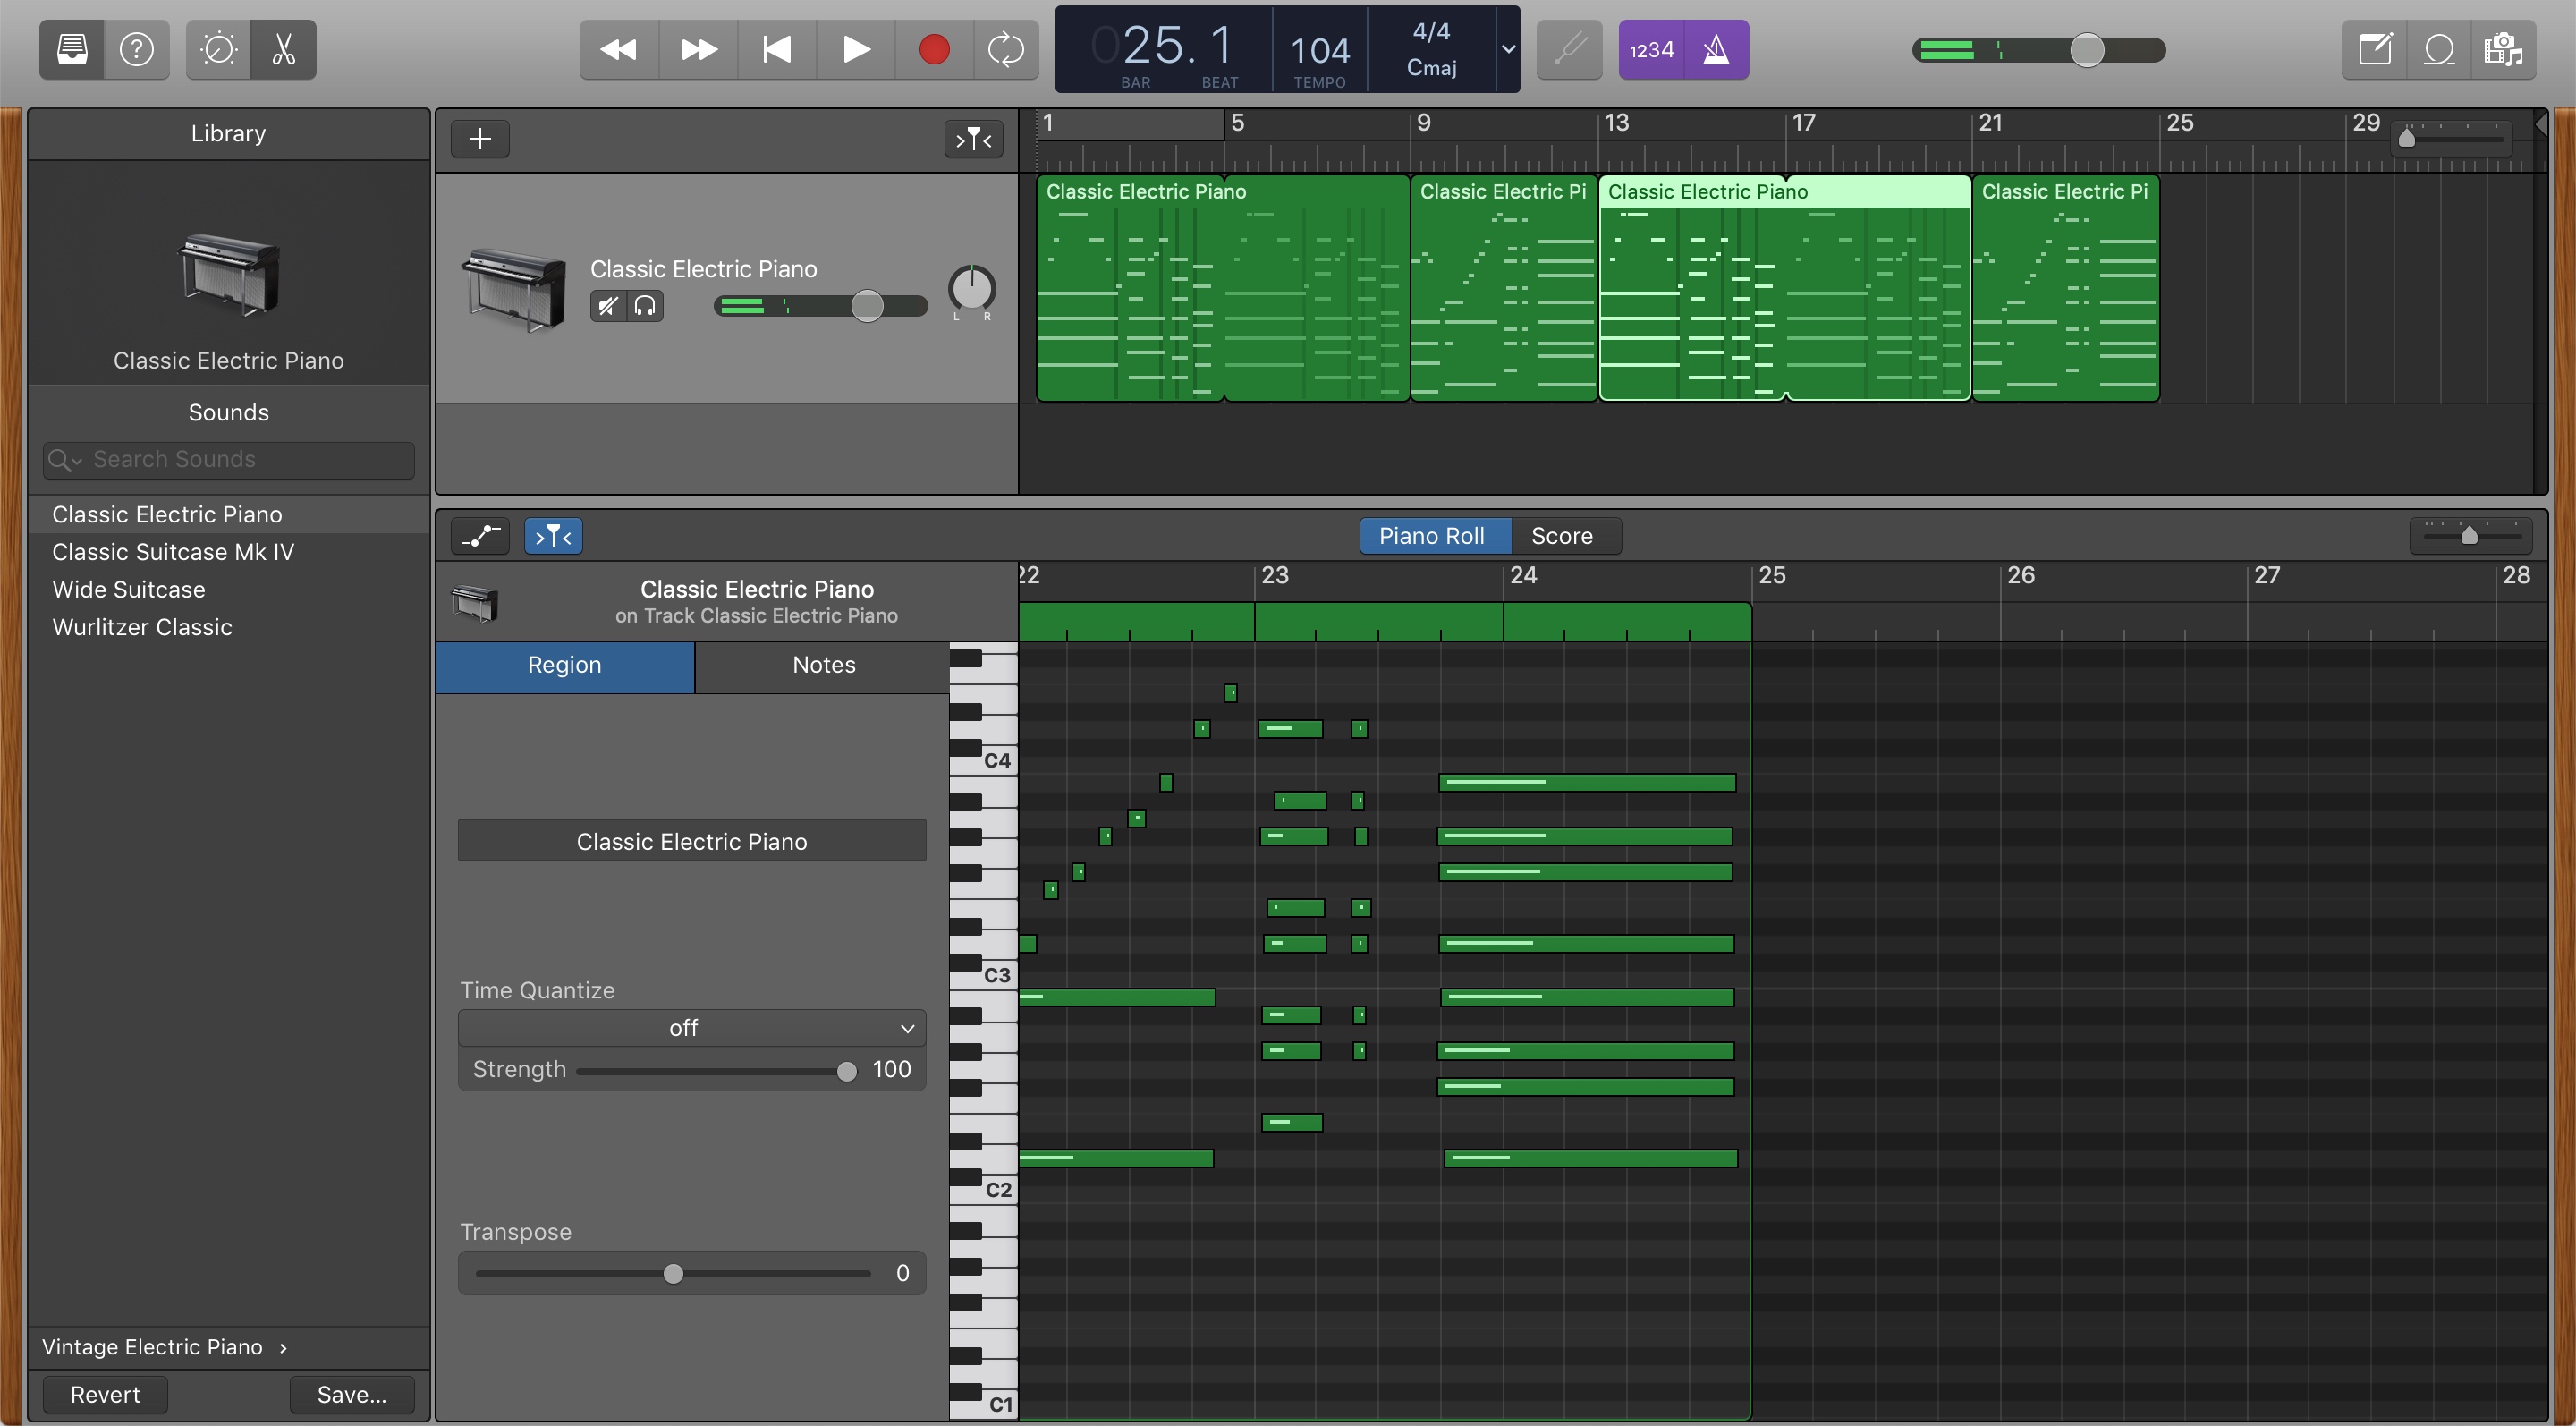 025. 1
BAR BEAT
104
TEMPO
4/4
Cmaj
1234
Library
Classic Electric Piano
Sounds
Search Sounds
Classic Electric Piano
Classic Suitcase Mk IV
Wide Suitcase
Wurlitzer Classic
Vintage Electric Piano ›
Revert
Save...
Classic Electric Piano
L R
1 5 9 13 17 21 25 29
Classic Electric Piano
Classic Electric Pi
Classic Electric Piano
Classic Electric Pi
Piano Roll
Score
Classic Electric Piano
on Track Classic Electric Piano
22 23 24 25 26 27 28
Region
Notes
Classic Electric Piano
Time Quantize
off
Strength 100
Transpose
0
C4
C3
C2
C1